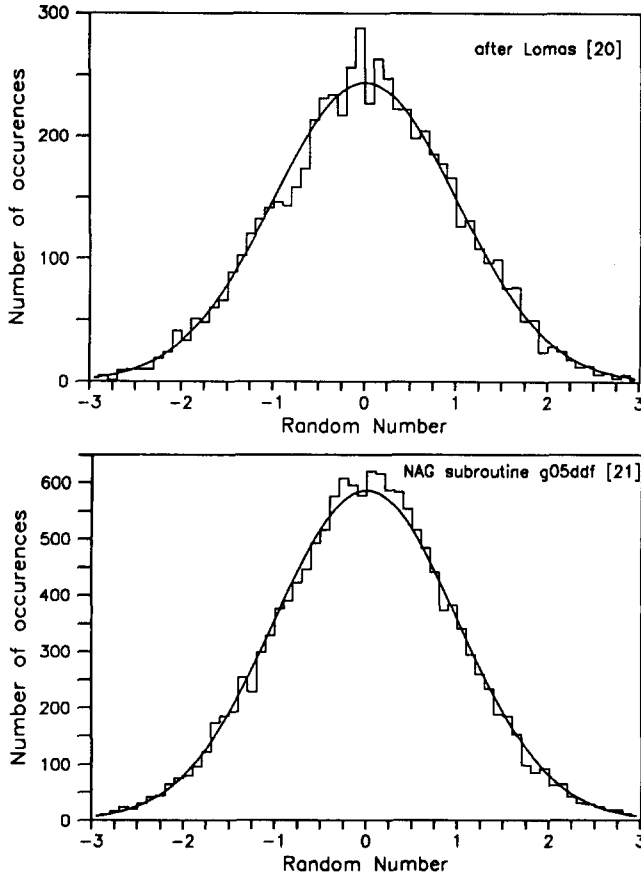 300
after Lomas [20]
200
100
0
Number of occurences
-3 -2 -1 0 1 2 3
Random Number
NAG subroutine g05ddf [21]
600
500
400
300
200
100
0
Number of occurences
-3 -2 -1 0 1 2 3
Random Number